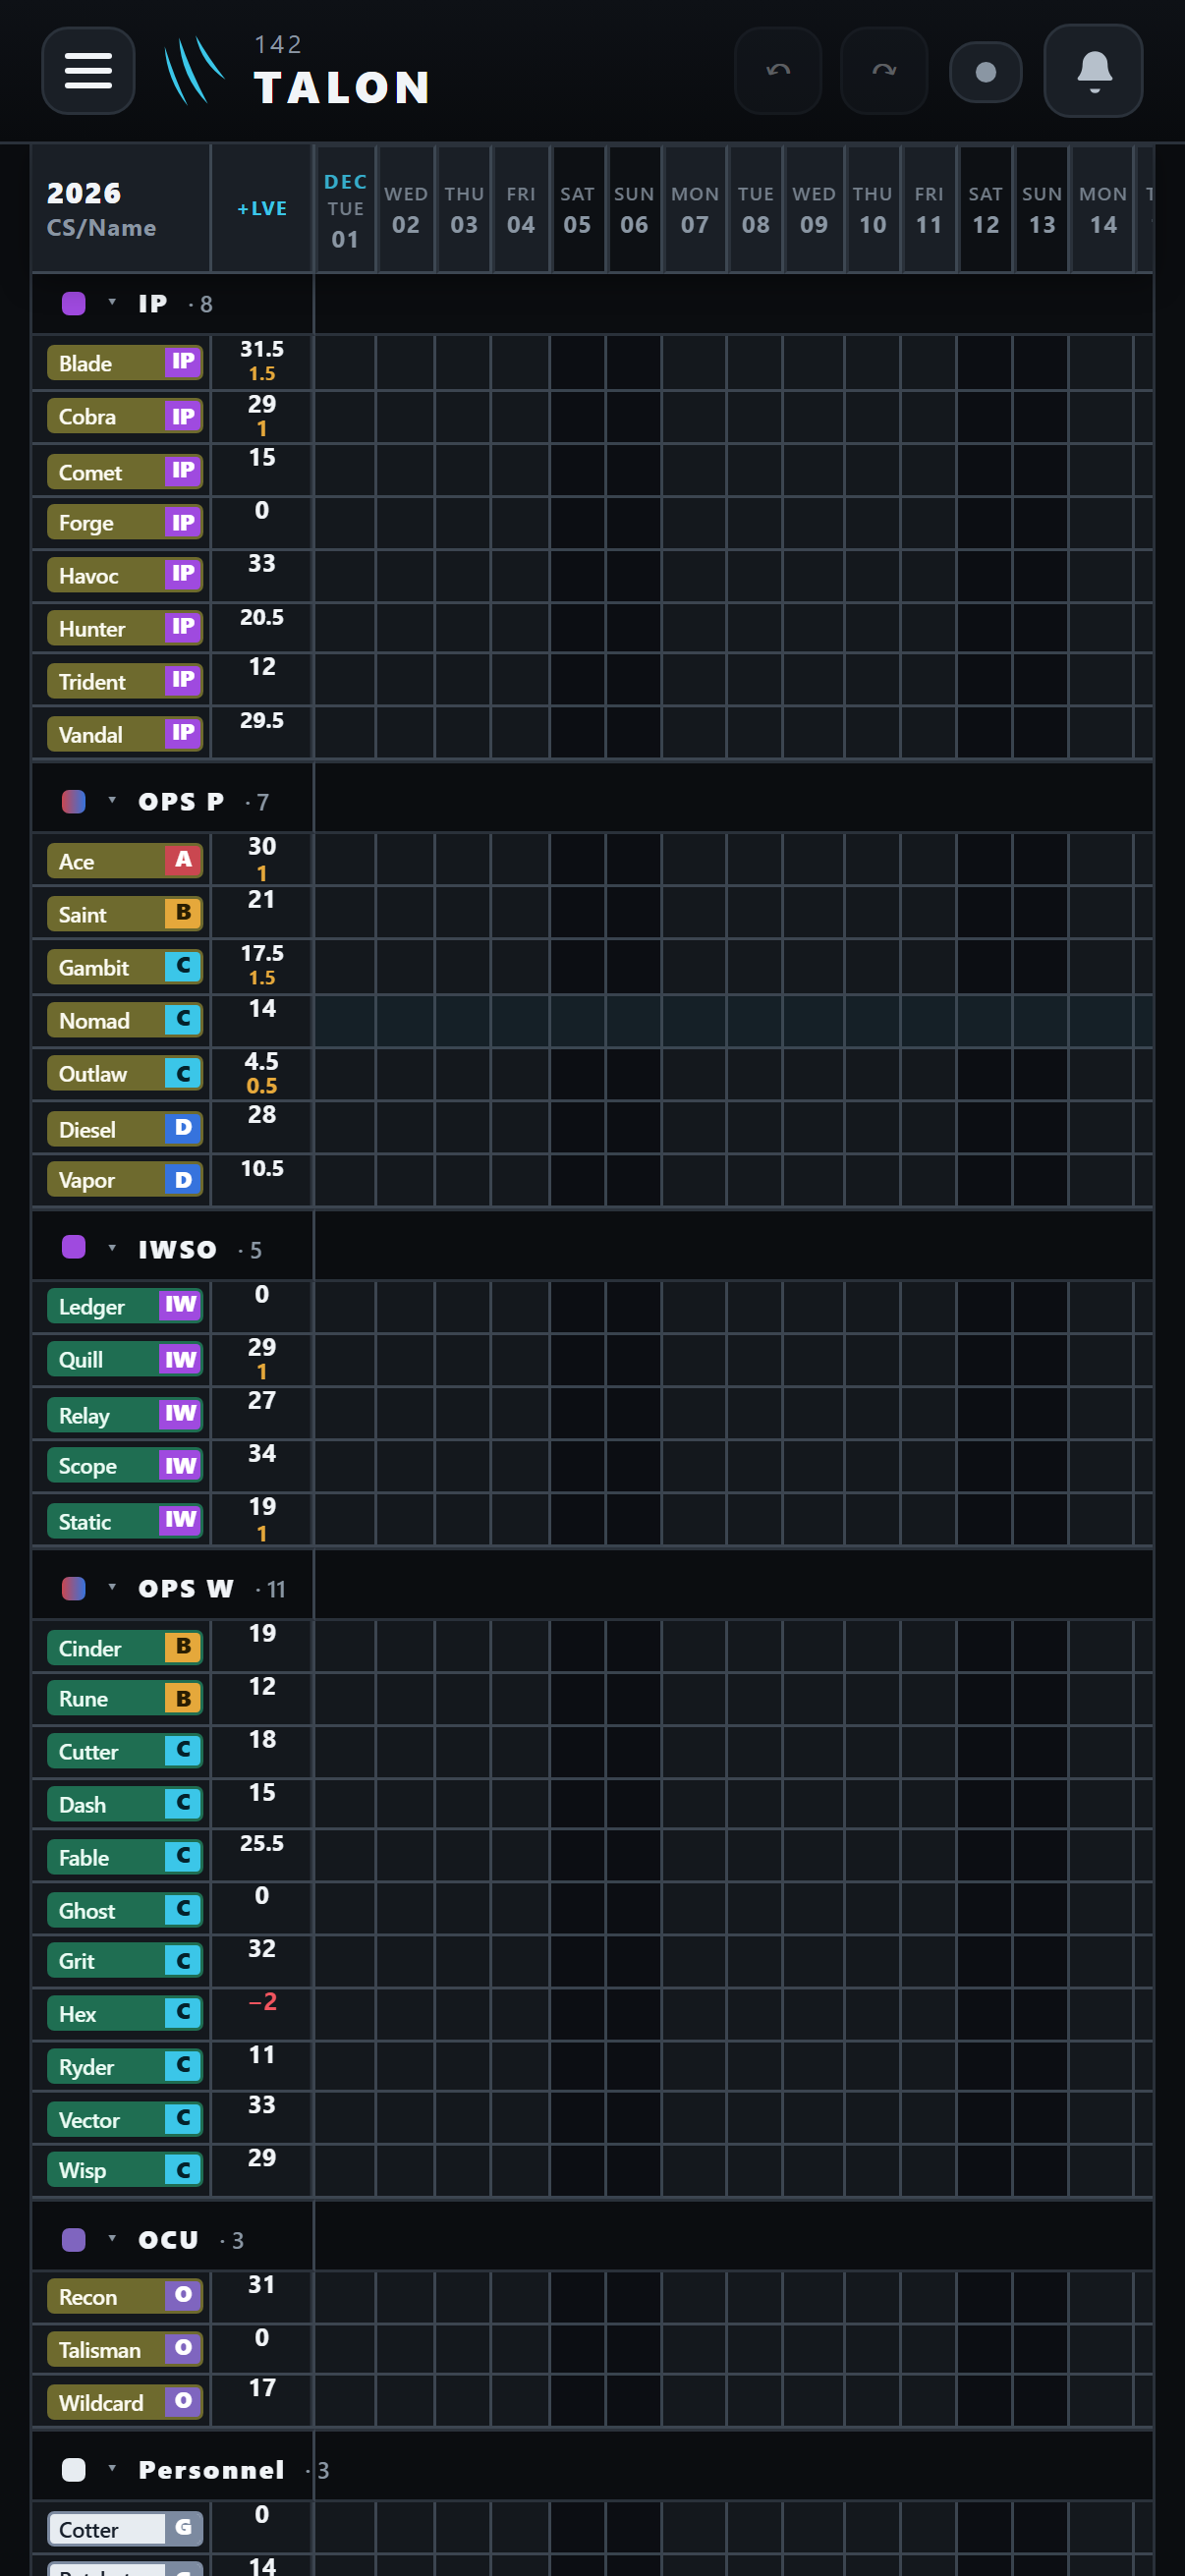 142
TALON
2026
CS/Name
+LVE
DEC
TUE WED THU FRI SAT SUN MON TUE WED THU FRI SAT SUN MON
01 02 03 04 05 06 07 08 09 10 11 12 13 14
IP · 8
Blade IP 31.5
1.5
Cobra IP 29
1
Comet IP 15
Forge IP 0
Havoc IP 33
Hunter IP 20.5
Trident IP 12
Vandal IP 29.5
OPS P · 7
Ace A 30
1
Saint B 21
Gambit C 17.5
1.5
Nomad C 14
Outlaw C 4.5
0.5
Diesel D 28
Vapor D 10.5
IWSO · 5
Ledger IW 0
Quill IW 29
1
Relay IW 27
Scope IW 34
Static IW 19
1
OPS W · 11
Cinder B 19
Rune B 12
Cutter C 18
Dash C 15
Fable C 25.5
Ghost C 0
Grit C 32
Hex C −2
Ryder C 11
Vector C 33
Wisp C 29
OCU · 3
Recon O 31
Talisman O 0
Wildcard O 17
Personnel · 3
Cotter G 0
14